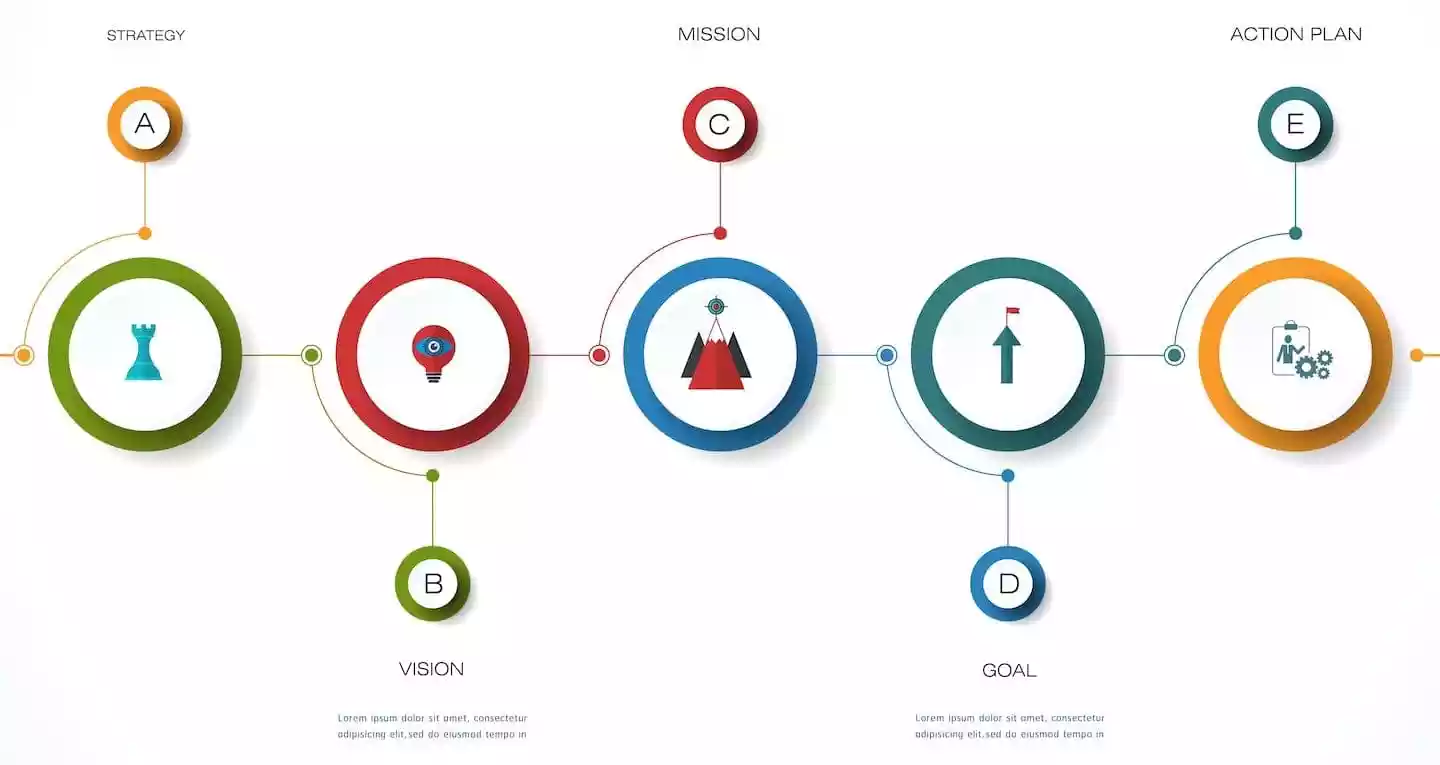 STRATEGY
MISSION
ACTION PLAN
A
C
E
B
D
VISION
GOAL
Lorem ipsum dolor sit amet, consectetur
adipisicing elit,sed do eiusmod tempo in
Lorem ipsum dolor sit amet, consectetur
adipisicing elit,sed do eiusmod tempo in